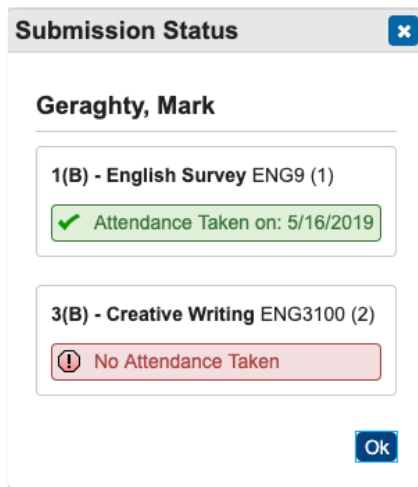 Submission Status
Geraghty, Mark
1(B) - English Survey ENG9 (1)
Attendance Taken on: 5/16/2019
3(B) - Creative Writing ENG3100 (2)
No Attendance Taken
Ok